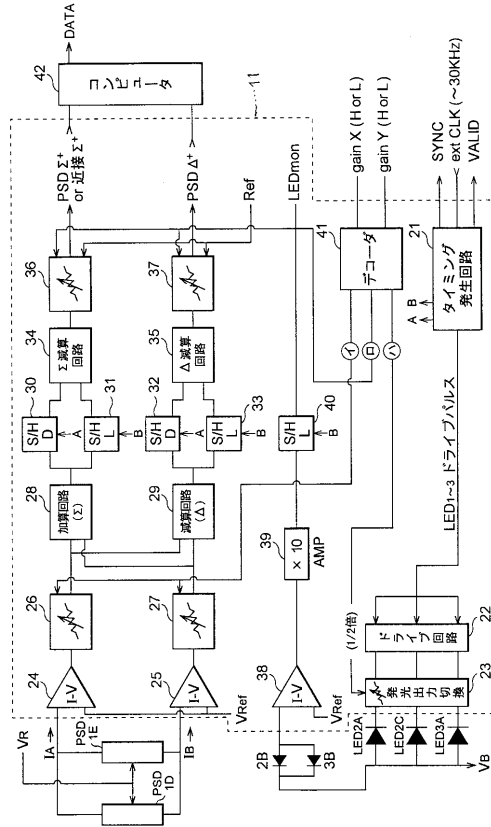 VR
PSD
1E
PSD
1D
IA
IB
24
I-V
25
I-V
VRef
26
27
28
加算回路
(Σ)
29
減算回路
(Δ)
30
S/H
D
A
31
S/H
L
B
32
S/H
D
A
33
S/H
L
B
34
Σ減算
回路
35
Δ減算
回路
36
37
PSD Σ+
or 近接 Σ+
PSD Δ+
Ref
42
コンピュータ
DATA
11
2B
3B
38
I-V
VRef
39
× 10
AMP
40
S/H
L
B
LEDmon
41
デコーダ
gain X (H or L)
gain Y (H or L)
イ
ロ
ハ
(1/2倍)
21
タイミング
発生回路
A
B
SYNC
ext CLK (~30KHz)
VALID
LED1~3 ドライブパルス
22
ドライブ回路
23
発光出力
切換
LED2A
LED2C
LED3A
VB